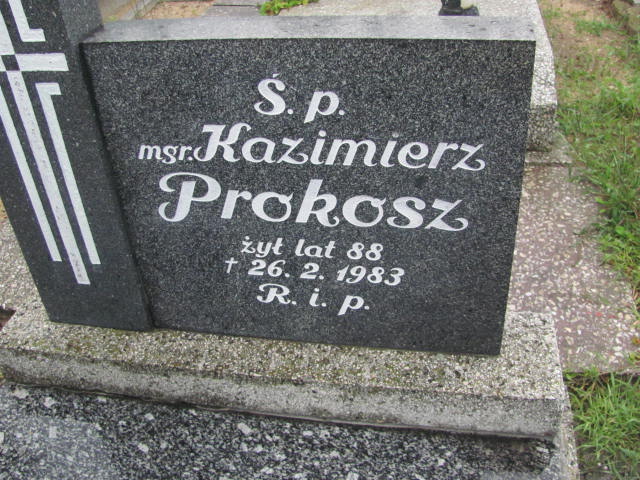 Ś. p.
mgr. Kazimierz
Prokosz
żył lat 88
† 26. 2. 1983
R. i. p.